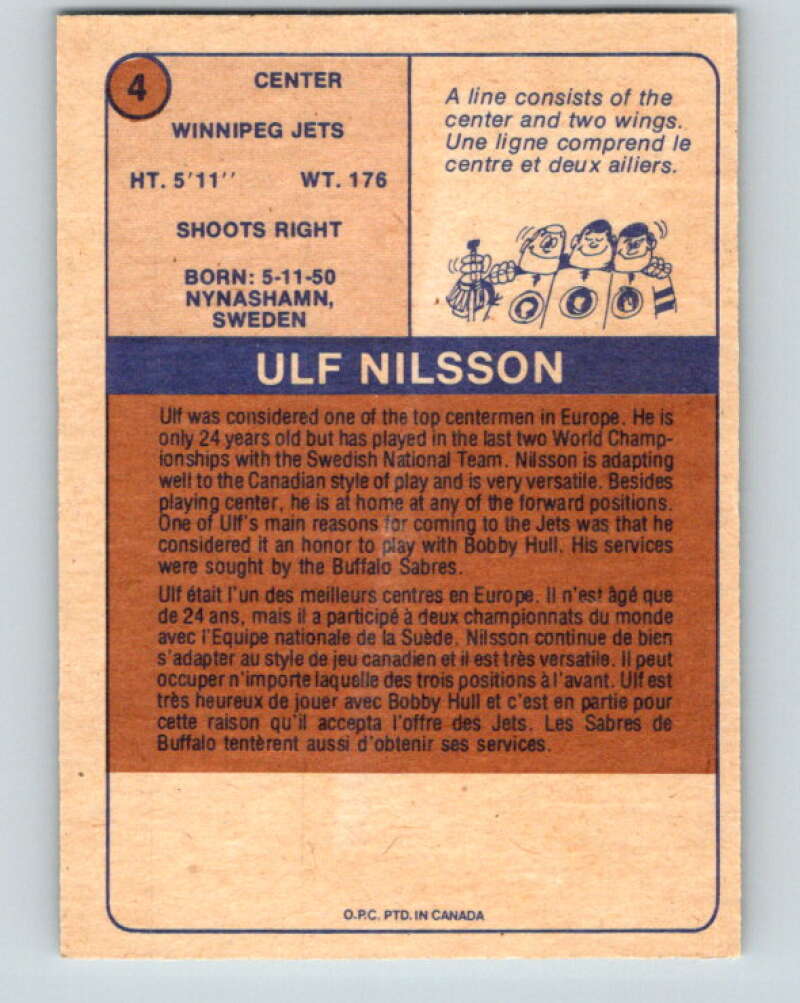 4
CENTER
WINNIPEG JETS
HT. 5'11''   WT. 176
SHOOTS RIGHT
BORN: 5-11-50
NYNASHAMN,
SWEDEN
A line consists of the
center and two wings.
Une ligne comprend le
centre et deux ailiers.
ULF NILSSON
Ulf was considered one of the top centermen in Europe. He is
only 24 years old but has played in the last two World Champ-
ionships with the Swedish National Team. Nilsson is adapting
well to the Canadian style of play and is very versatile. Besides
playing center, he is at home at any of the forward positions.
One of Ulf's main reasons for coming to the Jets was that he
considered it an honor to play with Bobby Hull. His services
were sought by the Buffalo Sabres.
Ulf était l'un des meilleurs centres en Europe. Il n'est âgé que
de 24 ans, mais il a participé à deux championnats du monde
avec l'Equipe nationale de la Suède. Nilsson continue de bien
s'adapter au style de jeu canadien et il est très versatile. Il peut
occuper n'importe laquelle des trois positions à l'avant. Ulf est
très heureux de jouer avec Bobby Hull et c'est en partie pour
cette raison qu'il accepta l'offre des Jets. Les Sabres de
Buffalo tentèrent aussi d'obtenir ses services.
O.P.C. PTD. IN CANADA